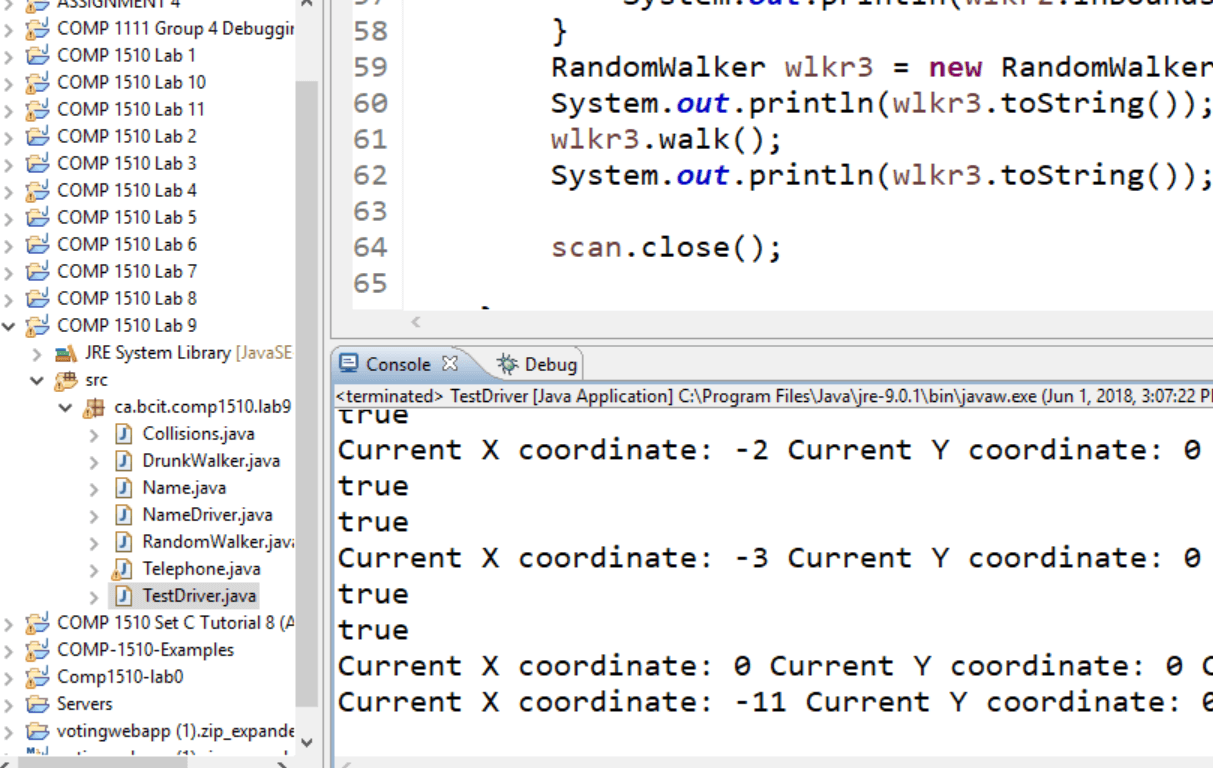 ASSIGNMENT 4
COMP 1111 Group 4 Debuggin
COMP 1510 Lab 1
COMP 1510 Lab 10
COMP 1510 Lab 11
COMP 1510 Lab 2
COMP 1510 Lab 3
COMP 1510 Lab 4
COMP 1510 Lab 5
COMP 1510 Lab 6
COMP 1510 Lab 7
COMP 1510 Lab 8
COMP 1510 Lab 9
JRE System Library [JavaSE
src
ca.bcit.comp1510.lab9
Collisions.java
DrunkWalker.java
Name.java
NameDriver.java
RandomWalker.java
Telephone.java
TestDriver.java
COMP 1510 Set C Tutorial 8 (A
COMP-1510-Examples
Comp1510-lab0
Servers
votingwebapp (1).zip_expande
57 System.out.println(wlkr2.inBounds
58 }
59 RandomWalker wlkr3 = new RandomWalker
60 System.out.println(wlkr3.toString());
61 wlkr3.walk();
62 System.out.println(wlkr3.toString());
63
64 scan.close();
65
Console Debug
<terminated> TestDriver [Java Application] C:\Program Files\Java\jre-9.0.1\bin\javaw.exe (Jun 1, 2018, 3:07:22 P
true
Current X coordinate: -2 Current Y coordinate: 0
true
true
Current X coordinate: -3 Current Y coordinate: 0
true
true
Current X coordinate: 0 Current Y coordinate: 0 C
Current X coordinate: -11 Current Y coordinate: 0